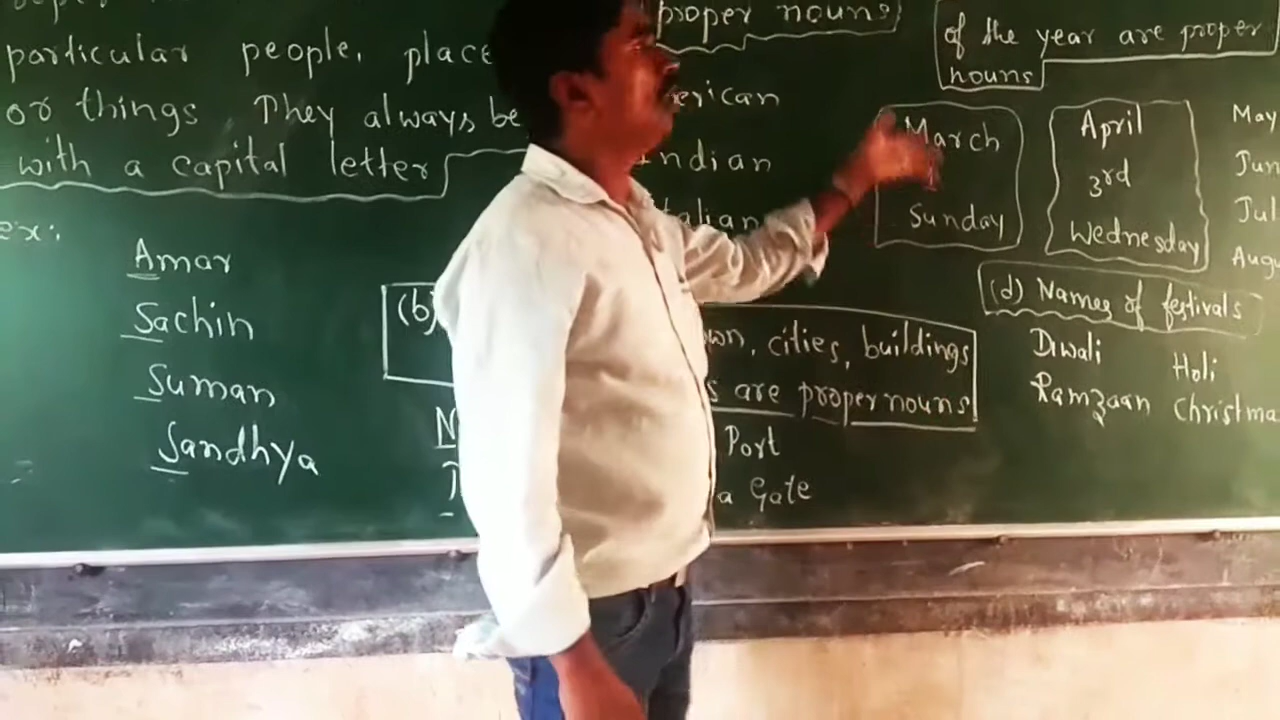 particular people, place
or things They always be
with a capital letter
ex:
Amar
Sachin
Suman
Sandhya
proper nouns
erican
Indian
talian
(b)
own, cities, buildings
s are proper nouns
N
Port
a Gate
of the year are proper
nouns
March
Sunday
April
3rd
Wednesday
May
Jun
Jul
Augu
(d) Names of festivals
Diwali Holi
Ramzaan Christma